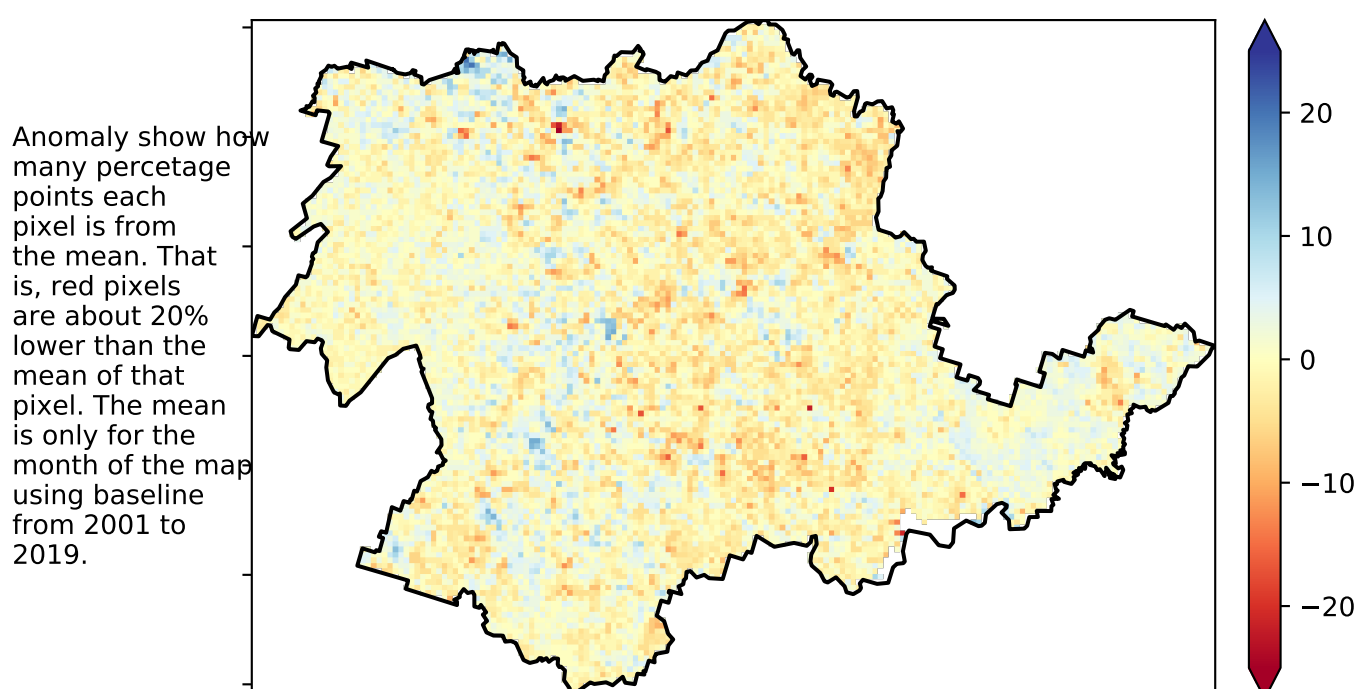 Anomaly show how
many percetage
points each
pixel is from
the mean. That
is, red pixels
are about 20%
lower than the
mean of that
pixel. The mean
is only for the
month of the map
using baseline
from 2001 to
2019.
20
10
0
−10
−20